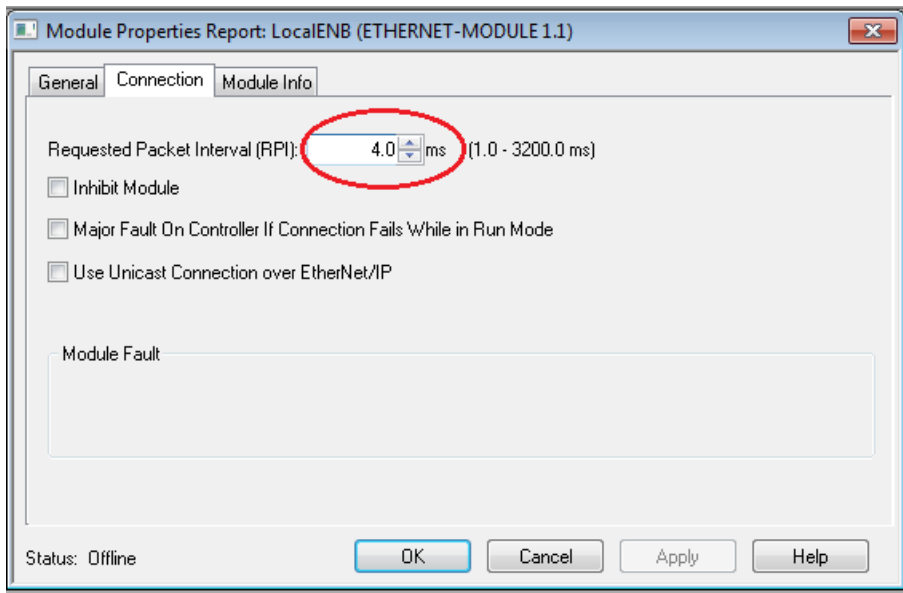 Module Properties Report: LocalENB (ETHERNET-MODULE 1.1)
General Connection Module Info
Requested Packet Interval (RPI): 4.0 ms (1.0 - 3200.0 ms)
Inhibit Module
Major Fault On Controller If Connection Fails While in Run Mode
Use Unicast Connection over EtherNet/IP
Module Fault
Status: Offline OK Cancel Apply Help